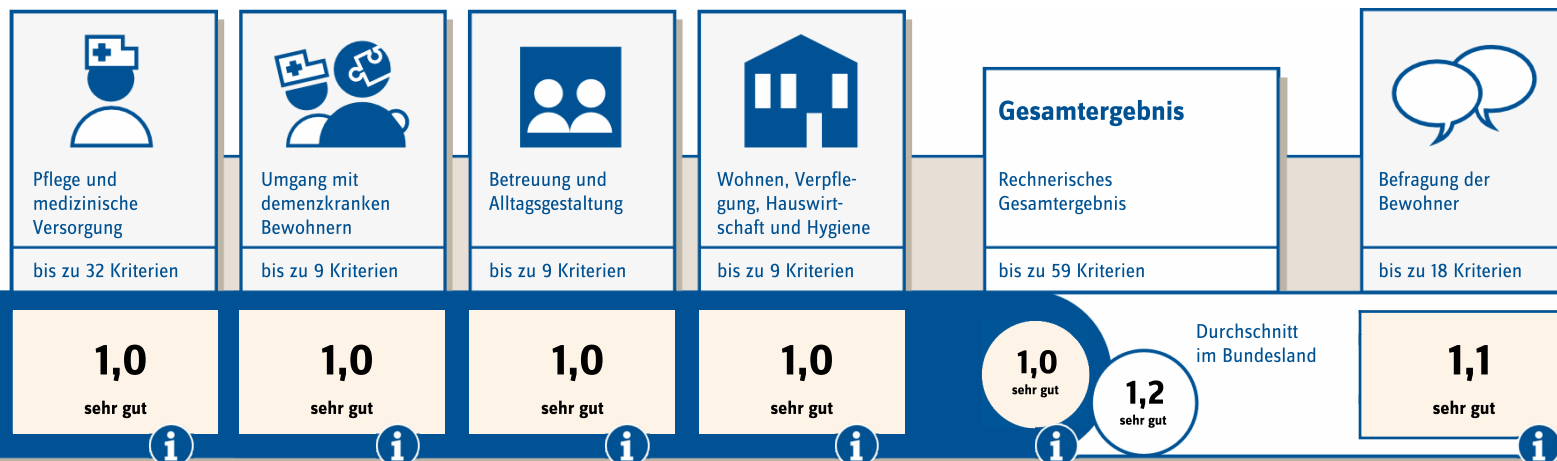 Pflege und
medizinische
Versorgung
bis zu 32 Kriterien
1,0
sehr gut
Umgang mit
demenzkranken
Bewohnern
bis zu 9 Kriterien
1,0
sehr gut
Betreuung und
Alltagsgestaltung
bis zu 9 Kriterien
1,0
sehr gut
Wohnen, Verpfle-
gung, Hauswirt-
schaft und Hygiene
bis zu 9 Kriterien
1,0
sehr gut
Gesamtergebnis
Rechnerisches
Gesamtergebnis
bis zu 59 Kriterien
1,0
sehr gut
1,2
sehr gut
Durchschnitt
im Bundesland
Befragung der
Bewohner
bis zu 18 Kriterien
1,1
sehr gut